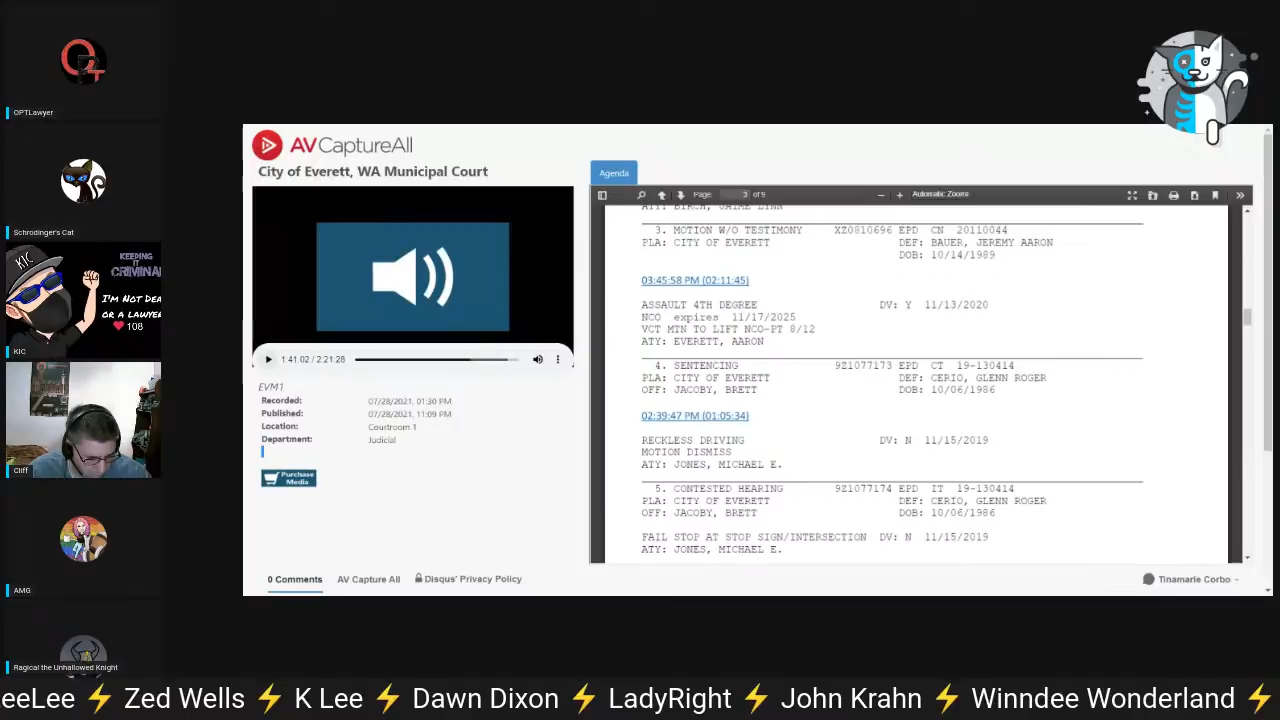 OPTLawyer
Schrodinger's Cat
KIC
KEEPING
IT
CRIMINAL
I'M NOT DEA
OR A LAWYER
108
KIC
Cliff
AMG
Ragical the Unhallowed Knight
AVCaptureAll
City of Everett, WA Municipal Court
1:41:02 / 2:21:28
EVM1
Recorded: 07/28/2021, 01:30 PM
Published: 07/28/2021, 11:09 PM
Location: Courtroom 1
Department: Judicial
Purchase
Media
Agenda
Page: 3 of 9
Automatic Zoom
ATY: BIRCH, JAIME LYNN
3. MOTION W/O TESTIMONY XZ0810696 EPD CN 20110044
PLA: CITY OF EVERETT DEF: BAUER, JEREMY AARON
DOB: 10/14/1989
03:45:58 PM (02:11:45)
ASSAULT 4TH DEGREE DV: Y 11/13/2020
NCO expires 11/17/2025
VCT MTN TO LIFT NCO-PT 8/12
ATY: EVERETT, AARON
4. SENTENCING 9Z1077173 EPD CT 19-130414
PLA: CITY OF EVERETT DEF: CERIO, GLENN ROGER
OFF: JACOBY, BRETT DOB: 10/06/1986
02:39:47 PM (01:05:34)
RECKLESS DRIVING DV: N 11/15/2019
MOTION DISMISS
ATY: JONES, MICHAEL E.
5. CONTESTED HEARING 9Z1077174 EPD IT 19-130414
PLA: CITY OF EVERETT DEF: CERIO, GLENN ROGER
OFF: JACOBY, BRETT DOB: 10/06/1986
FAIL STOP AT STOP SIGN/INTERSECTION DV: N 11/15/2019
ATY: JONES, MICHAEL E.
0 Comments AV Capture All Disqus' Privacy Policy Tinamarie Corbo
eeLee ⚡ Zed Wells ⚡ K Lee ⚡ Dawn Dixon ⚡ LadyRight ⚡ John Krahn ⚡ Winndee Wonderland ⚡